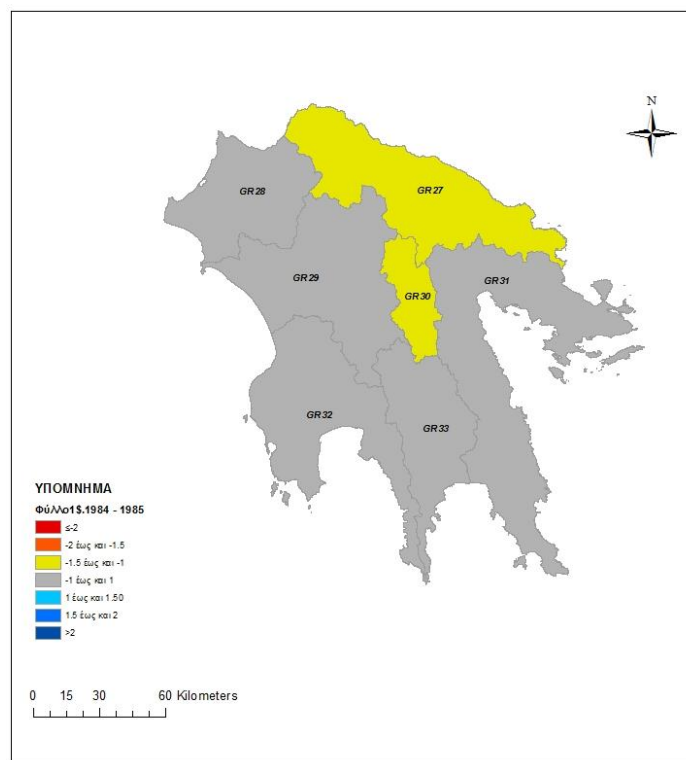 N
GR27
GR28
GR29
GR31
GR30
GR32
GR33
ΥΠΟΜΝΗΜΑ
Φύλλο1$.1984 - 1985
≤-2
-2 έως και -1.5
-1.5 έως και -1
-1 έως και 1
1 έως και 1.50
1.5 έως και 2
>2
0 15 30 60 Kilometers